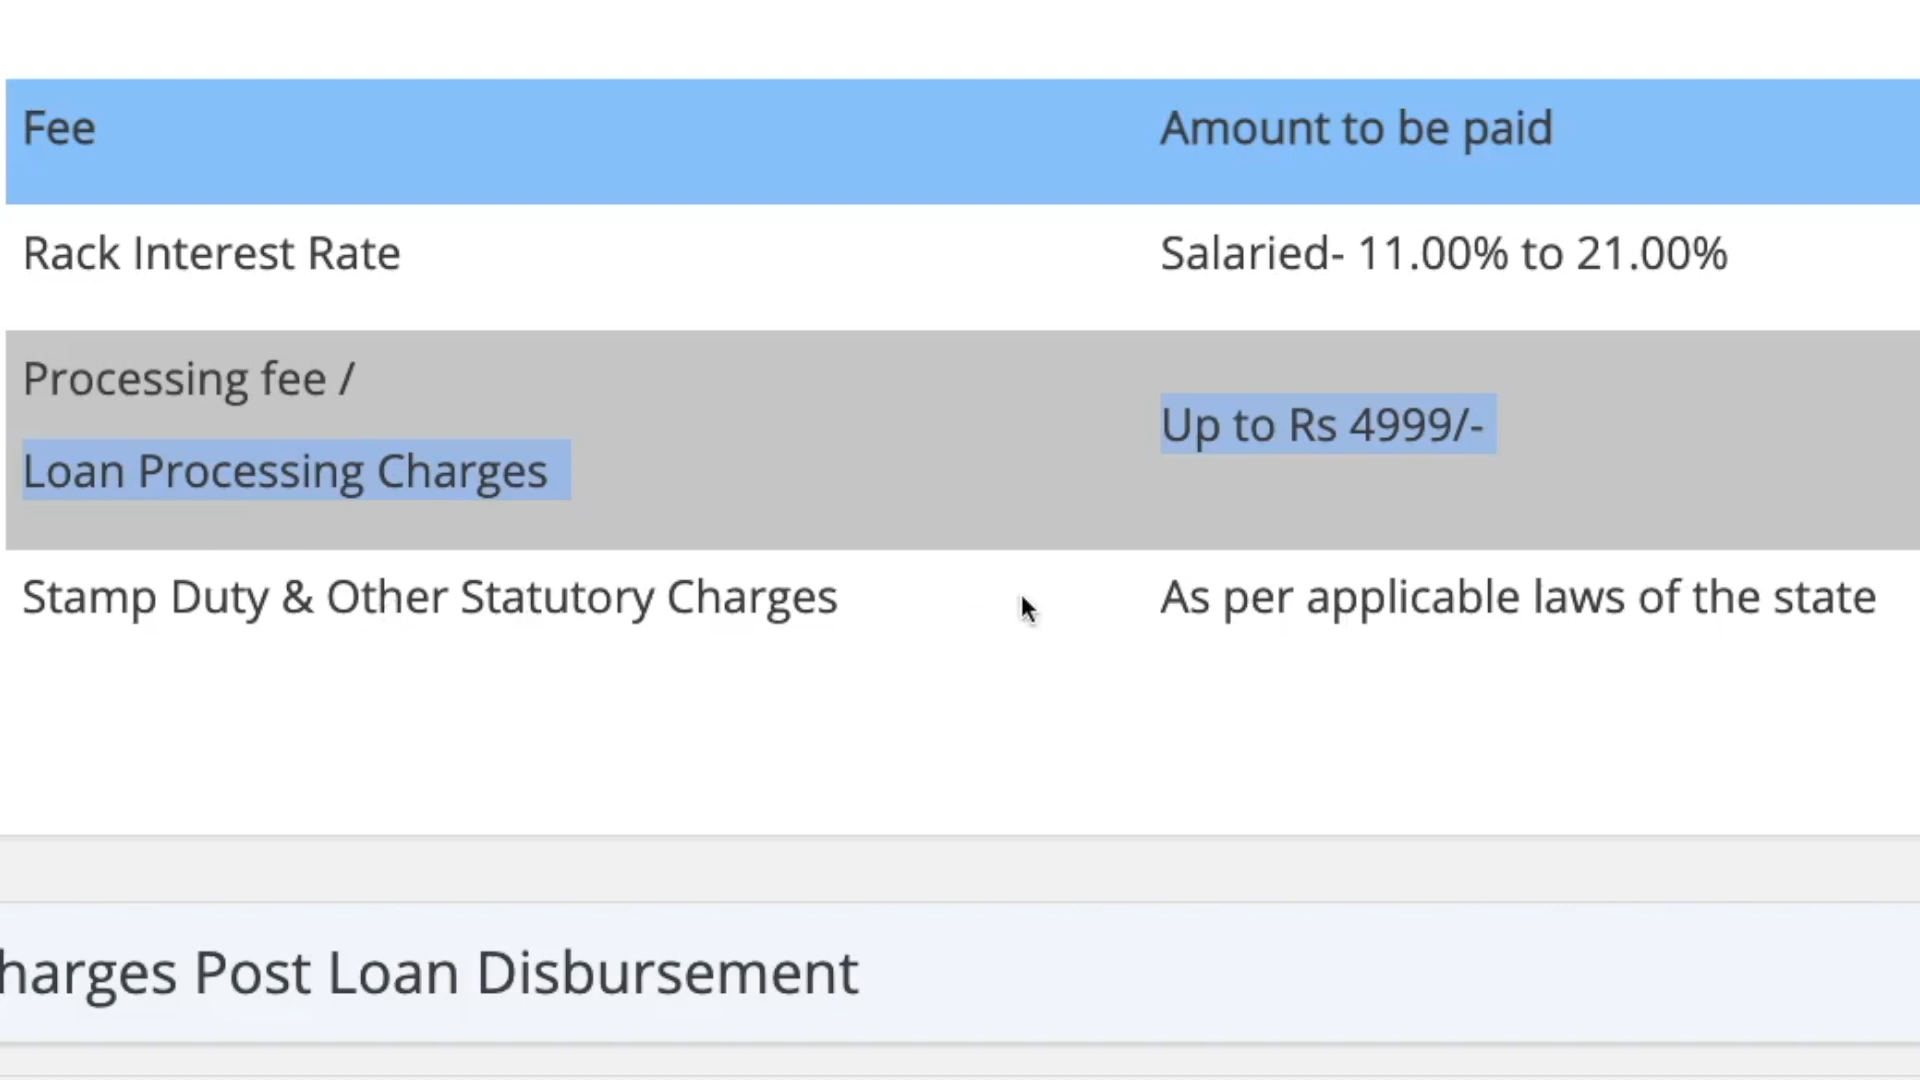 Fee Amount to be paid
Rack Interest Rate Salaried- 11.00% to 21.00%
Processing fee /
Loan Processing Charges Up to Rs 4999/-
Stamp Duty & Other Statutory Charges As per applicable laws of the state
harges Post Loan Disbursement